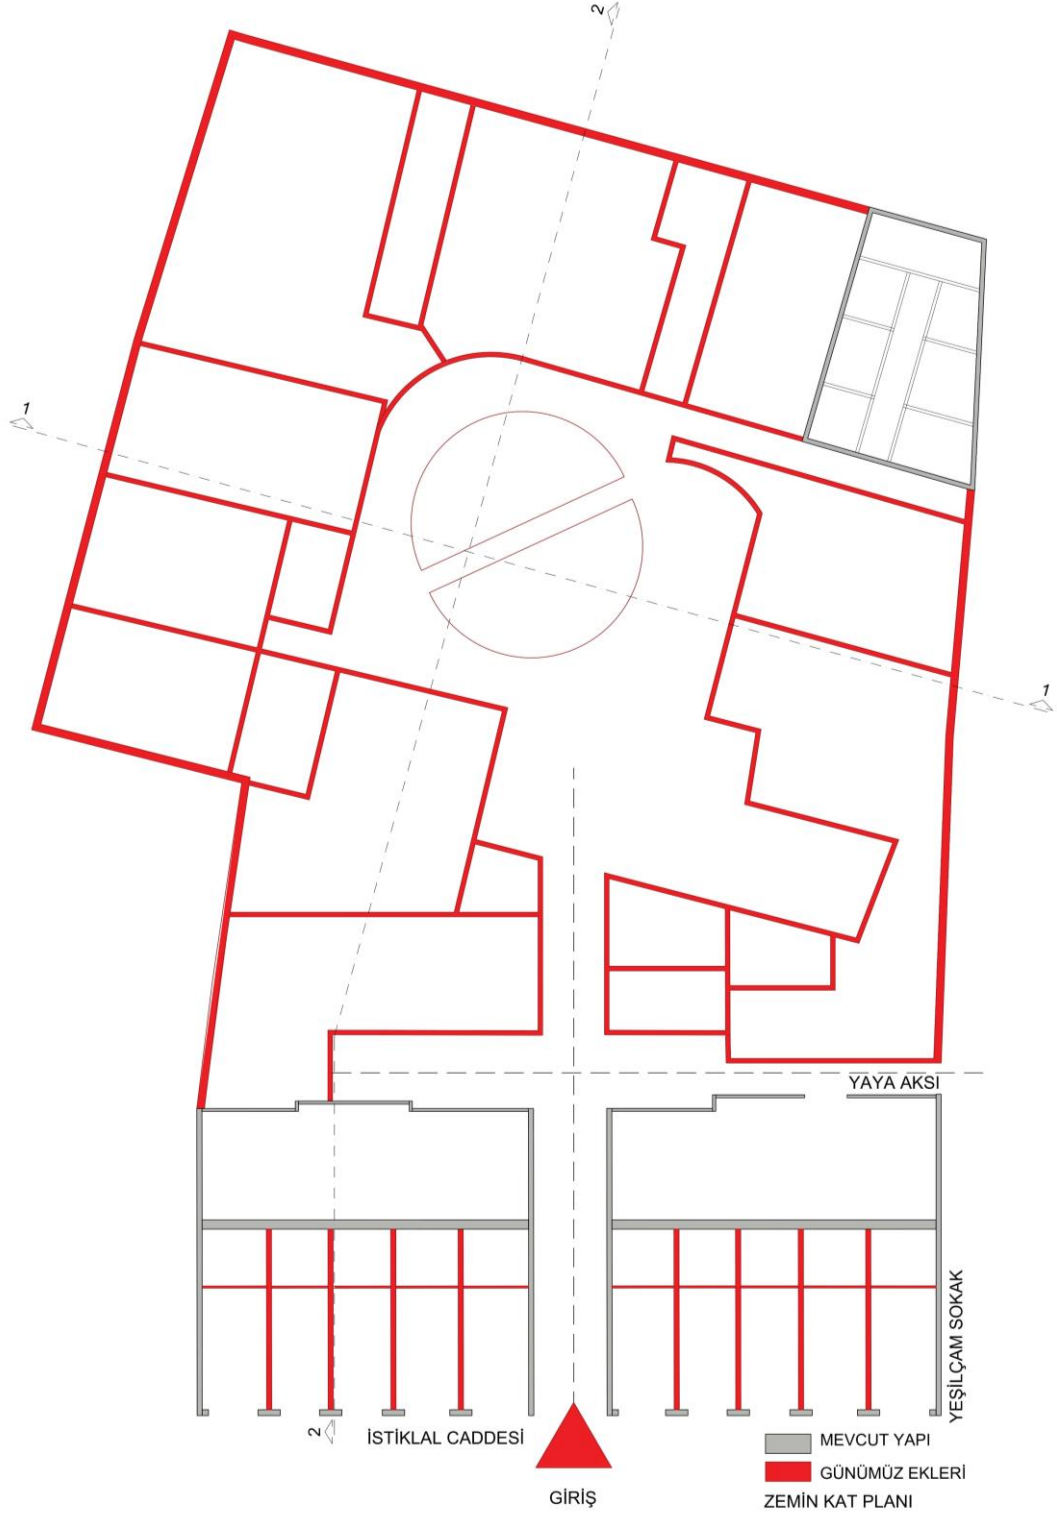 2
1
1
YAYA AKSI
YEŞİLÇAM SOKAK
2
İSTİKLAL CADDESİ
GİRİŞ
MEVCUT YAPI
GÜNÜMÜZ EKLERİ
ZEMİN KAT PLANI